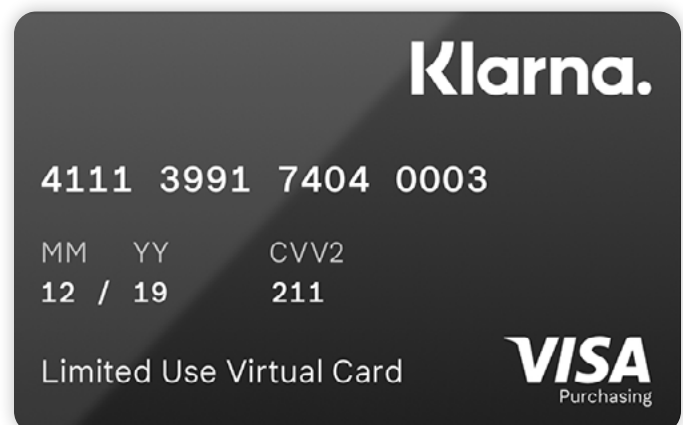 Klarna.
4111 3991 7404 0003
MM YY CVV2
12 / 19 211
Limited Use Virtual Card
VISA
Purchasing